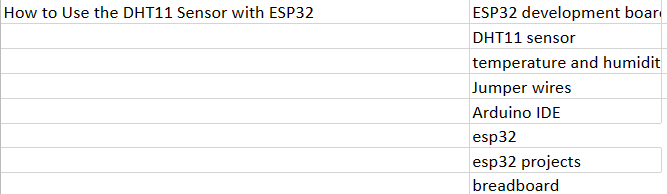 How to Use the DHT11 Sensor with ESP32
ESP32 development boar
DHT11 sensor
temperature and humidit
Jumper wires
Arduino IDE
esp32
esp32 projects
breadboard